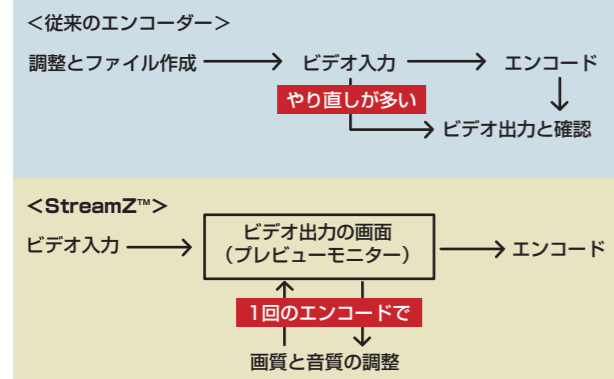 ＜従来のエンコーダー＞
調整とファイル作成 ビデオ入力 エンコード
やり直しが多い
ビデオ出力と確認
＜StreamZ™＞
ビデオ入力 ビデオ出力の画面 エンコード
（プレビューモニター）
1回のエンコードで
画質と音質の調整